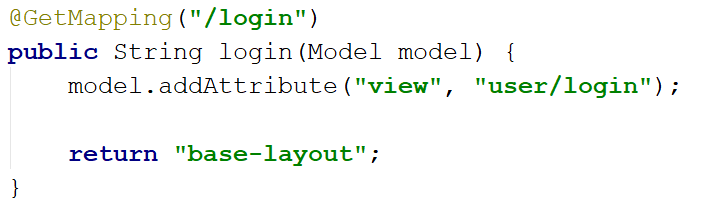 @GetMapping("/login")
public String login(Model model) {
    model.addAttribute("view", "user/login");

    return "base-layout";
}